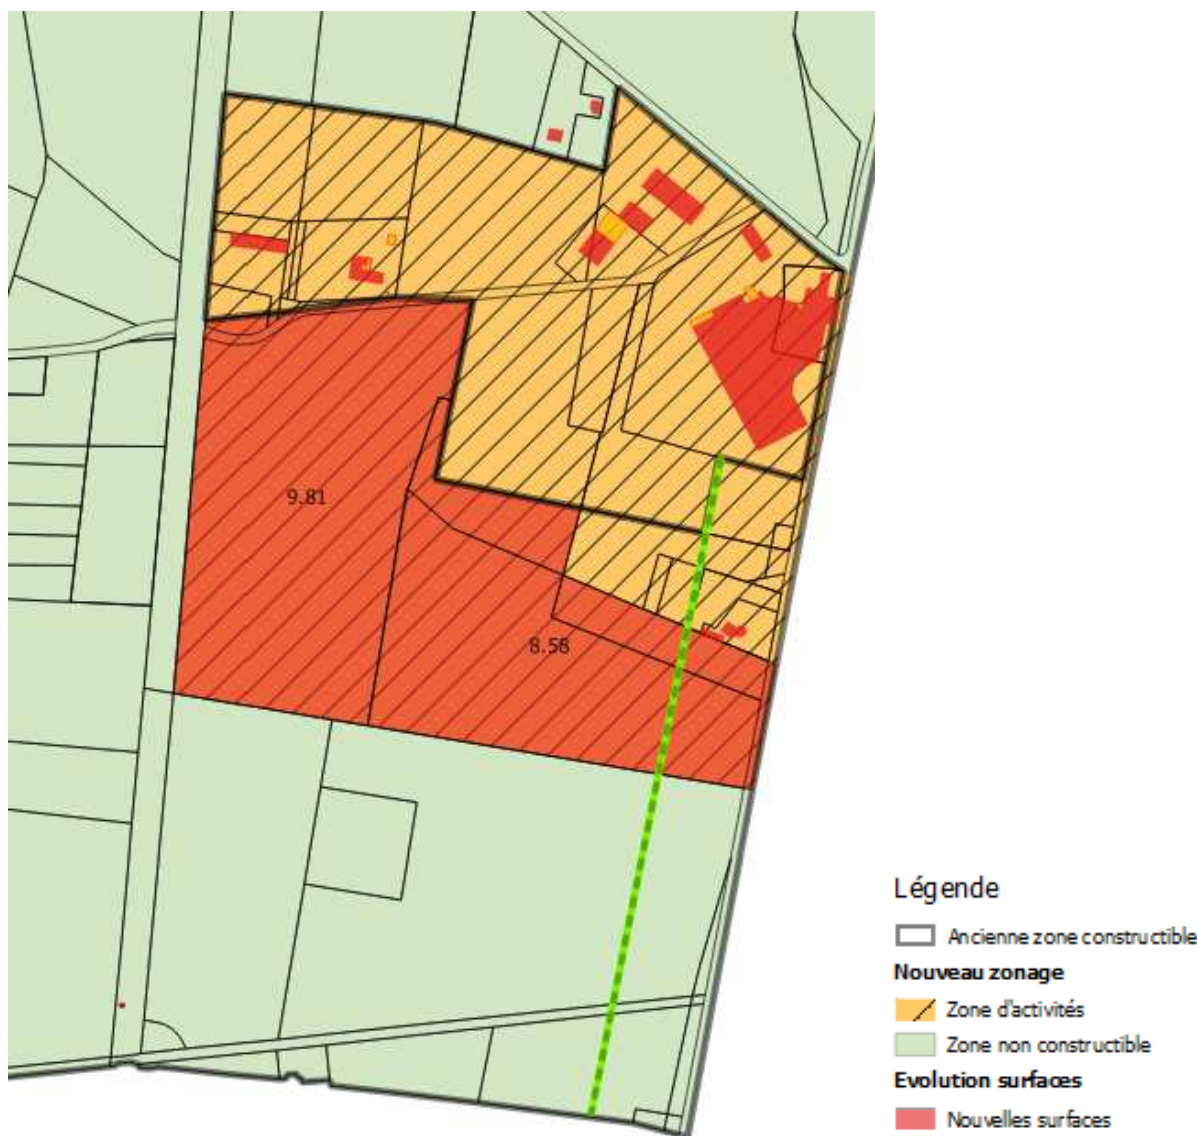 9.81
8.58
Légende
Ancienne zone constructible
Nouveau zonage
Zone d'activités
Zone non constructible
Evolution surfaces
Nouvelles surfaces